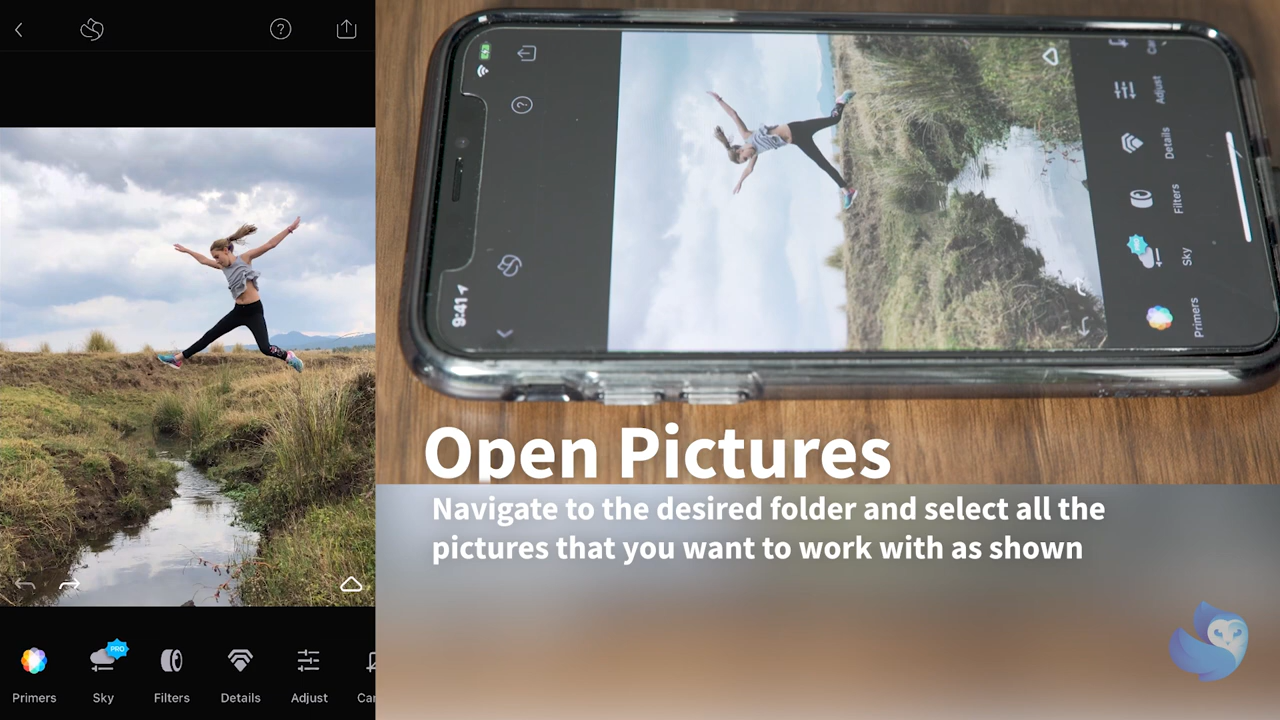 PRO
Primers
Sky
Filters
Details
Adjust
9:41
Adjust
Details
Filters
PRO
Sky
Primers
Open Pictures
Navigate to the desired folder and select all the
pictures that you want to work with as shown